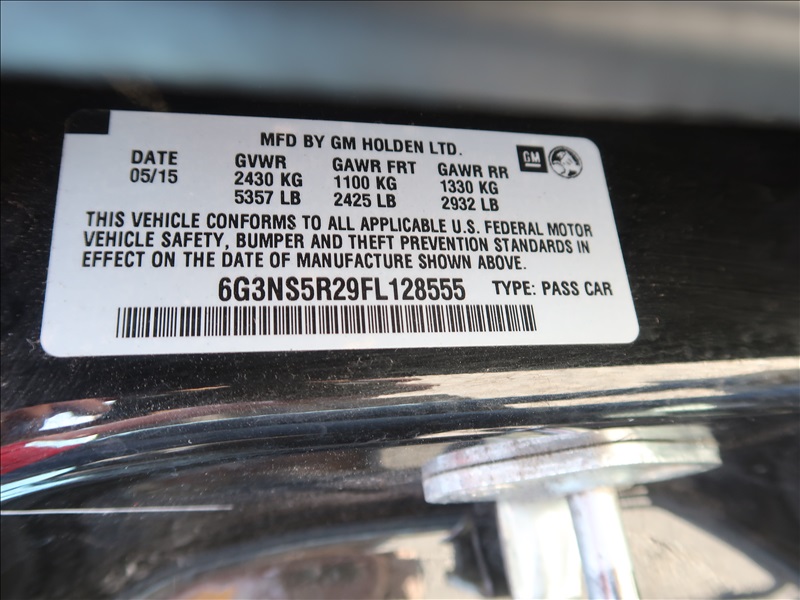 MFD BY GM HOLDEN LTD.
GM
DATE GVWR GAWR FRT GAWR RR
05/15 2430 KG 1100 KG 1330 KG
5357 LB 2425 LB 2932 LB
THIS VEHICLE CONFORMS TO ALL APPLICABLE U.S. FEDERAL MOTOR
VEHICLE SAFETY, BUMPER AND THEFT PREVENTION STANDARDS IN
EFFECT ON THE DATE OF MANUFACTURE SHOWN ABOVE.
6G3NS5R29FL128555 TYPE: PASS CAR